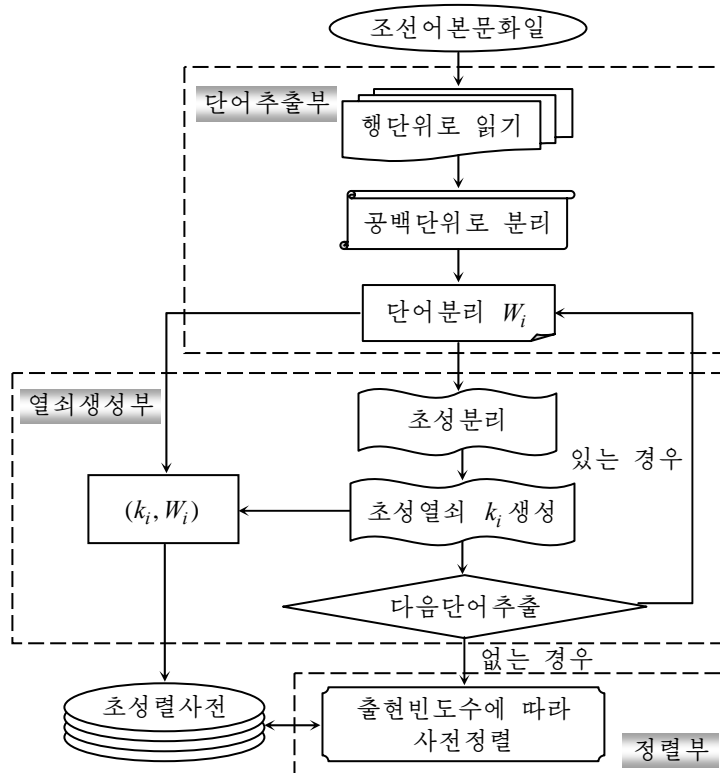 조선어본문화일
단어추출부
행단위로 읽기
공백단위로 분리
단어분리 W_i
열쇠생성부
초성분리
있는 경우
(k_i, W_i)
초성열쇠 k_i 생성
다음단어추출
없는 경우
초성렬사전
출현빈도수에 따라
사전정렬
정렬부